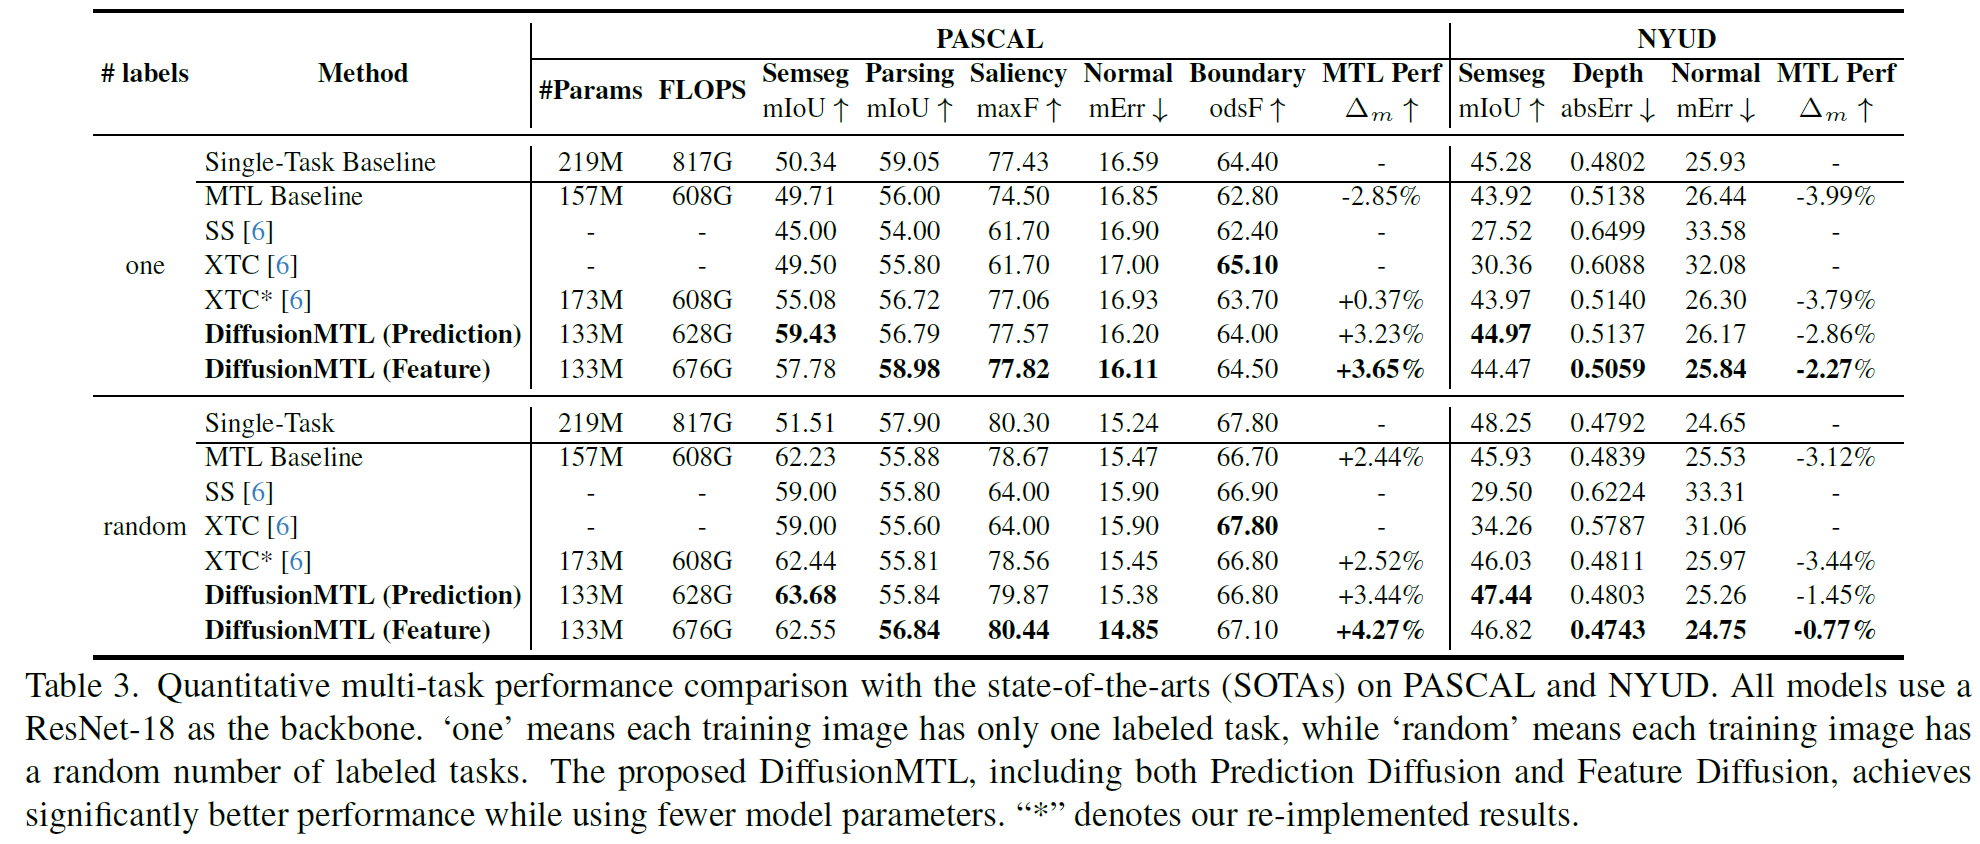 PASCAL NYUD
# labels Method #Params FLOPS Semseg Parsing Saliency Normal Boundary MTL Perf Semseg Depth Normal MTL Perf
mIoU ↑ mIoU ↑ maxF ↑ mErr ↓ odsF ↑ Δm ↑ mIoU ↑ absErr ↓ mErr ↓ Δm ↑
Single-Task Baseline 219M 817G 50.34 59.05 77.43 16.59 64.40 - 45.28 0.4802 25.93 -
MTL Baseline 157M 608G 49.71 56.00 74.50 16.85 62.80 -2.85% 43.92 0.5138 26.44 -3.99%
SS [6] - - 45.00 54.00 61.70 16.90 62.40 - 27.52 0.6499 33.58 -
one XTC [6] - - 49.50 55.80 61.70 17.00 65.10 - 30.36 0.6088 32.08 -
XTC* [6] 173M 608G 55.08 56.72 77.06 16.93 63.70 +0.37% 43.97 0.5140 26.30 -3.79%
DiffusionMTL (Prediction) 133M 628G 59.43 56.79 77.57 16.20 64.00 +3.23% 44.97 0.5137 26.17 -2.86%
DiffusionMTL (Feature) 133M 676G 57.78 58.98 77.82 16.11 64.50 +3.65% 44.47 0.5059 25.84 -2.27%
Single-Task 219M 817G 51.51 57.90 80.30 15.24 67.80 - 48.25 0.4792 24.65 -
MTL Baseline 157M 608G 62.23 55.88 78.67 15.47 66.70 +2.44% 45.93 0.4839 25.53 -3.12%
SS [6] - - 59.00 55.80 64.00 15.90 66.90 - 29.50 0.6224 33.31 -
random XTC [6] - - 59.00 55.60 64.00 15.90 67.80 - 34.26 0.5787 31.06 -
XTC* [6] 173M 608G 62.44 55.81 78.56 15.45 66.80 +2.52% 46.03 0.4811 25.97 -3.44%
DiffusionMTL (Prediction) 133M 628G 63.68 55.84 79.87 15.38 66.80 +3.44% 47.44 0.4803 25.26 -1.45%
DiffusionMTL (Feature) 133M 676G 62.55 56.84 80.44 14.85 67.10 +4.27% 46.82 0.4743 24.75 -0.77%
Table 3. Quantitative multi-task performance comparison with the state-of-the-arts (SOTAs) on PASCAL and NYUD. All models use a
ResNet-18 as the backbone. ‘one’ means each training image has only one labeled task, while ‘random’ means each training image has
a random number of labeled tasks. The proposed DiffusionMTL, including both Prediction Diffusion and Feature Diffusion, achieves
significantly better performance while using fewer model parameters. “*” denotes our re-implemented results.